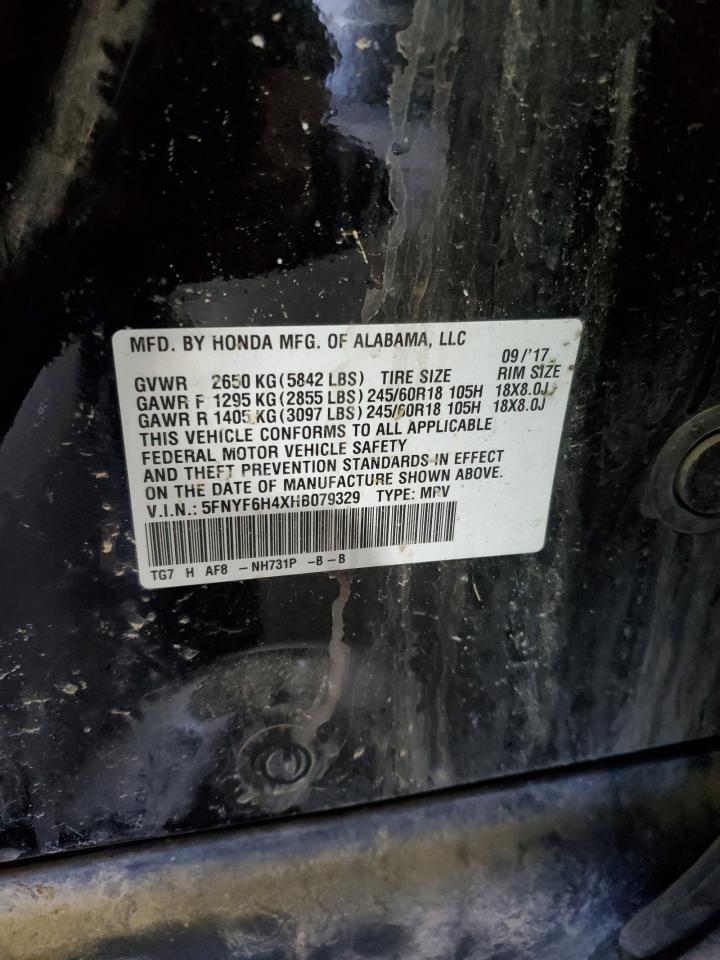 MFD. BY HONDA MFG. OF ALABAMA, LLC
09/'17
GVWR 2650 KG (5842 LBS) TIRE SIZE RIM SIZE
GAWR F 1295 KG (2855 LBS) 245/60R18 105H 18X8.0J
GAWR R 1405 KG (3097 LBS) 245/60R18 105H 18X8.0J
THIS VEHICLE CONFORMS TO ALL APPLICABLE
FEDERAL MOTOR VEHICLE SAFETY
AND THEFT PREVENTION STANDARDS IN EFFECT
ON THE DATE OF MANUFACTURE SHOWN ABOVE.
V.I.N.: 5FNYF6H4XHB079329 TYPE: MPV
TG7 H AF8 - NH731P -B - B